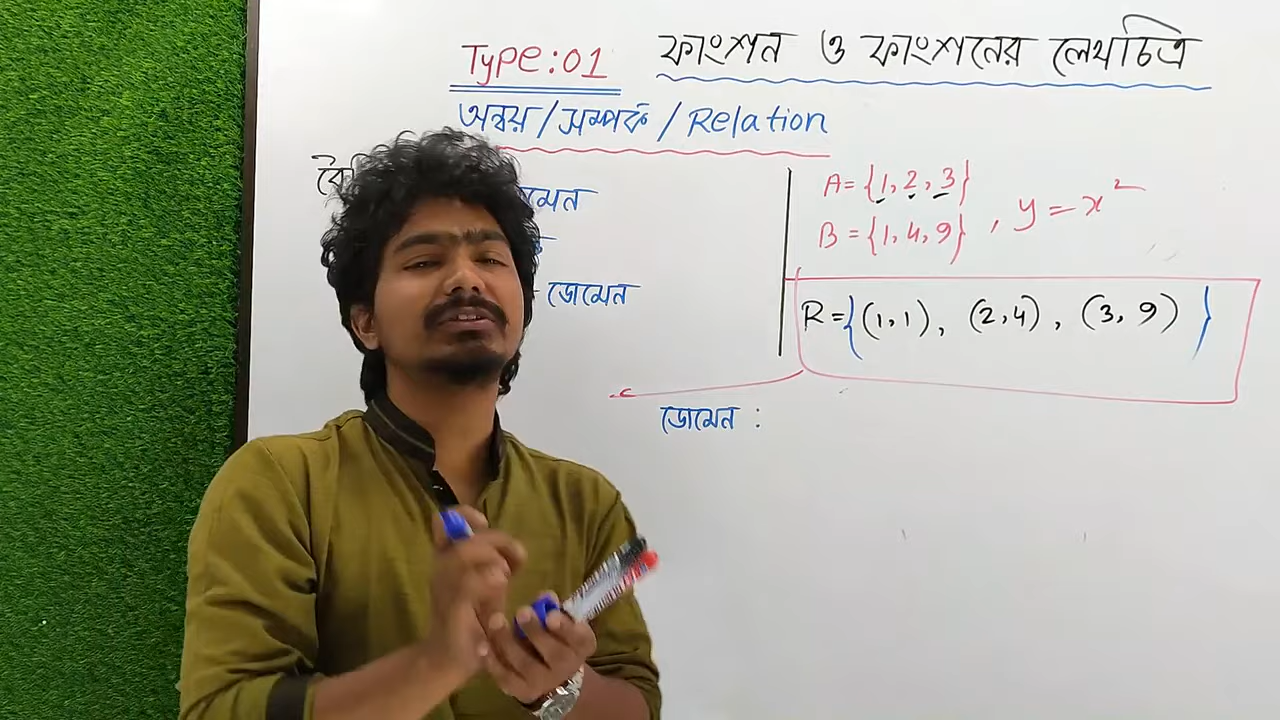 Type:01 ফাংশন ও ফাংশনের লেখচিত্র
অন্বয়/সম্পর্ক/Relation
ডোমেন
A={1,2,3}
B={1,4,9}, y=x²
R={(1,1), (2,4), (3,9)}
ডোমেন :